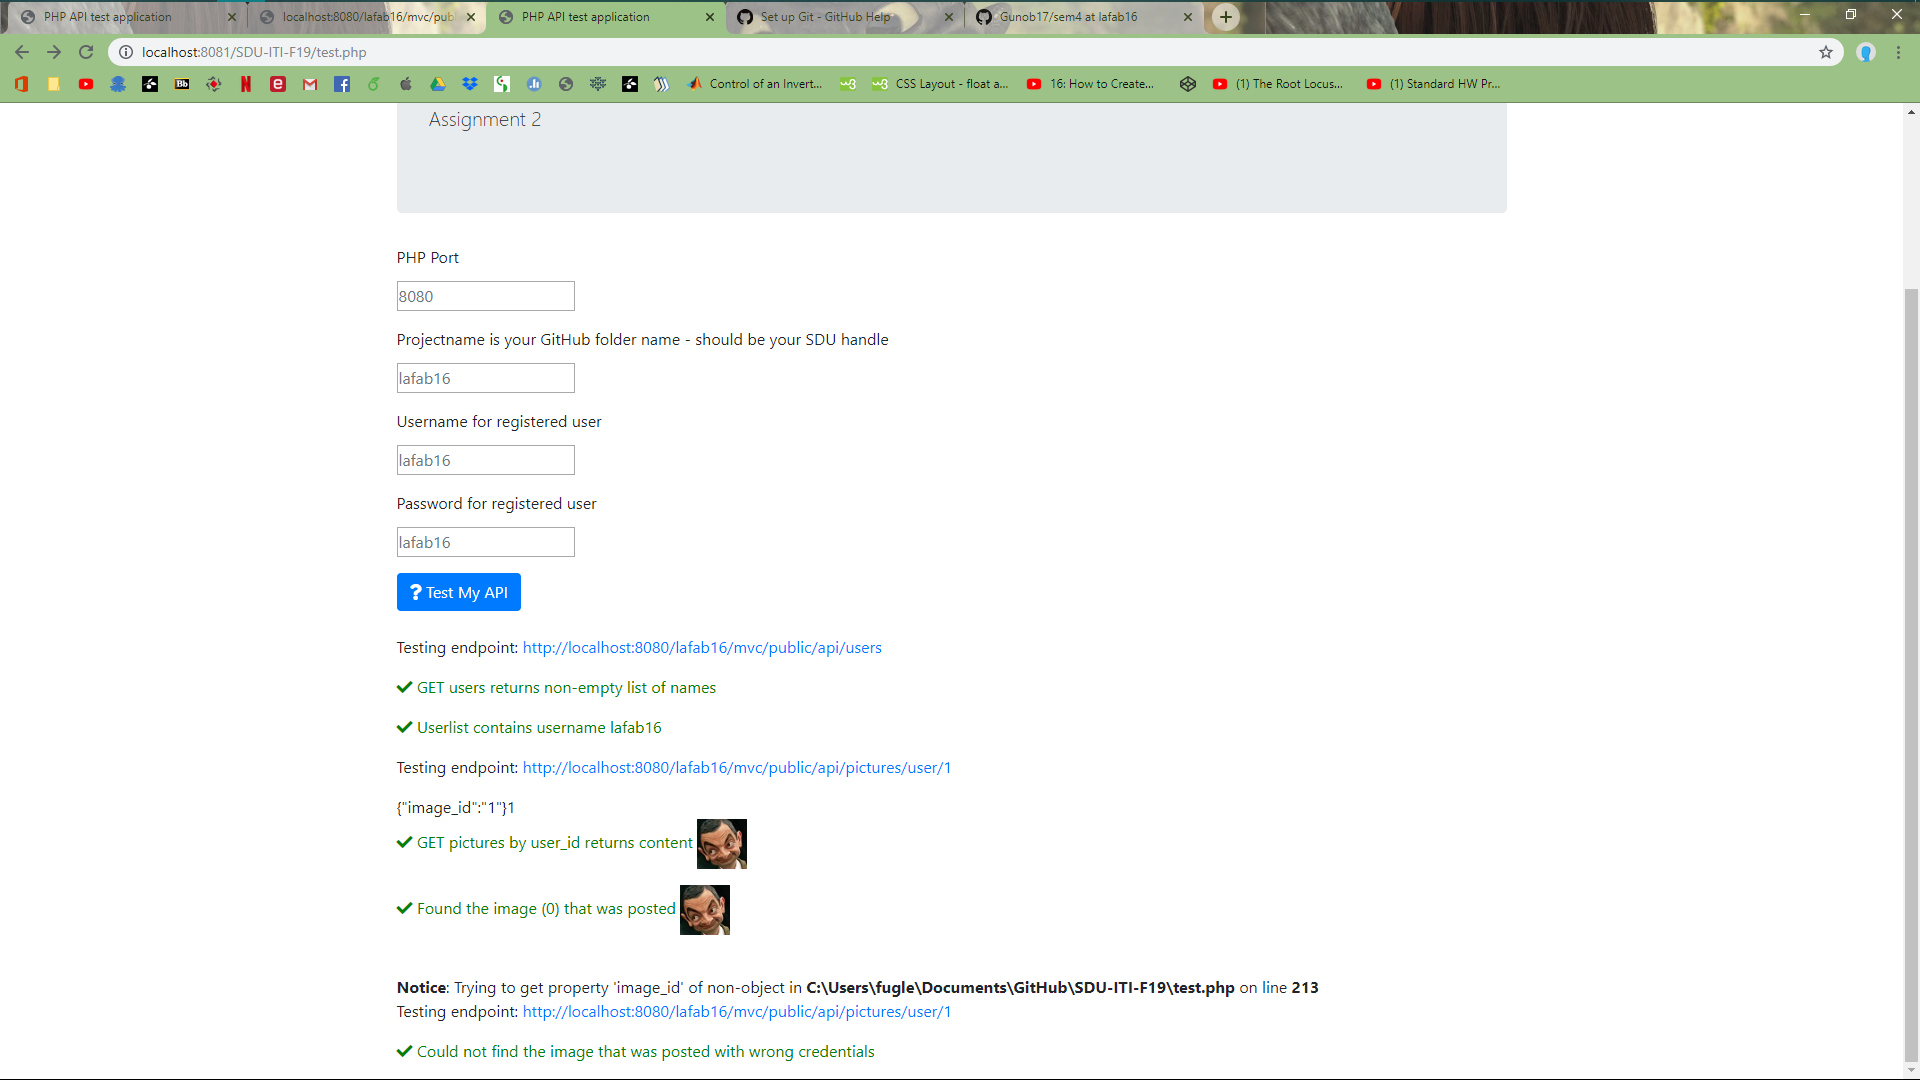 PHP API test application
localhost:8080/lafab16/mvc/pub
PHP API test application
Set up Git - GitHub Help
Gunob17/sem4 at lafab16
localhost:8081/SDU-ITI-F19/test.php
Control of an Invert...
CSS Layout - float a...
16: How to Create...
(1) The Root Locus...
(1) Standard HW Pr...
Assignment 2
PHP Port
8080
Projectname is your GitHub folder name - should be your SDU handle
lafab16
Username for registered user
lafab16
Password for registered user
lafab16
? Test My API
Testing endpoint: http://localhost:8080/lafab16/mvc/public/api/users
✔ GET users returns non-empty list of names
✔ Userlist contains username lafab16
Testing endpoint: http://localhost:8080/lafab16/mvc/public/api/pictures/user/1
{"image_id":"1"}1
✔ GET pictures by user_id returns content
✔ Found the image (0) that was posted
Notice: Trying to get property 'image_id' of non-object in C:\Users\fugle\Documents\GitHub\SDU-ITI-F19\test.php on line 213
Testing endpoint: http://localhost:8080/lafab16/mvc/public/api/pictures/user/1
✔ Could not find the image that was posted with wrong credentials